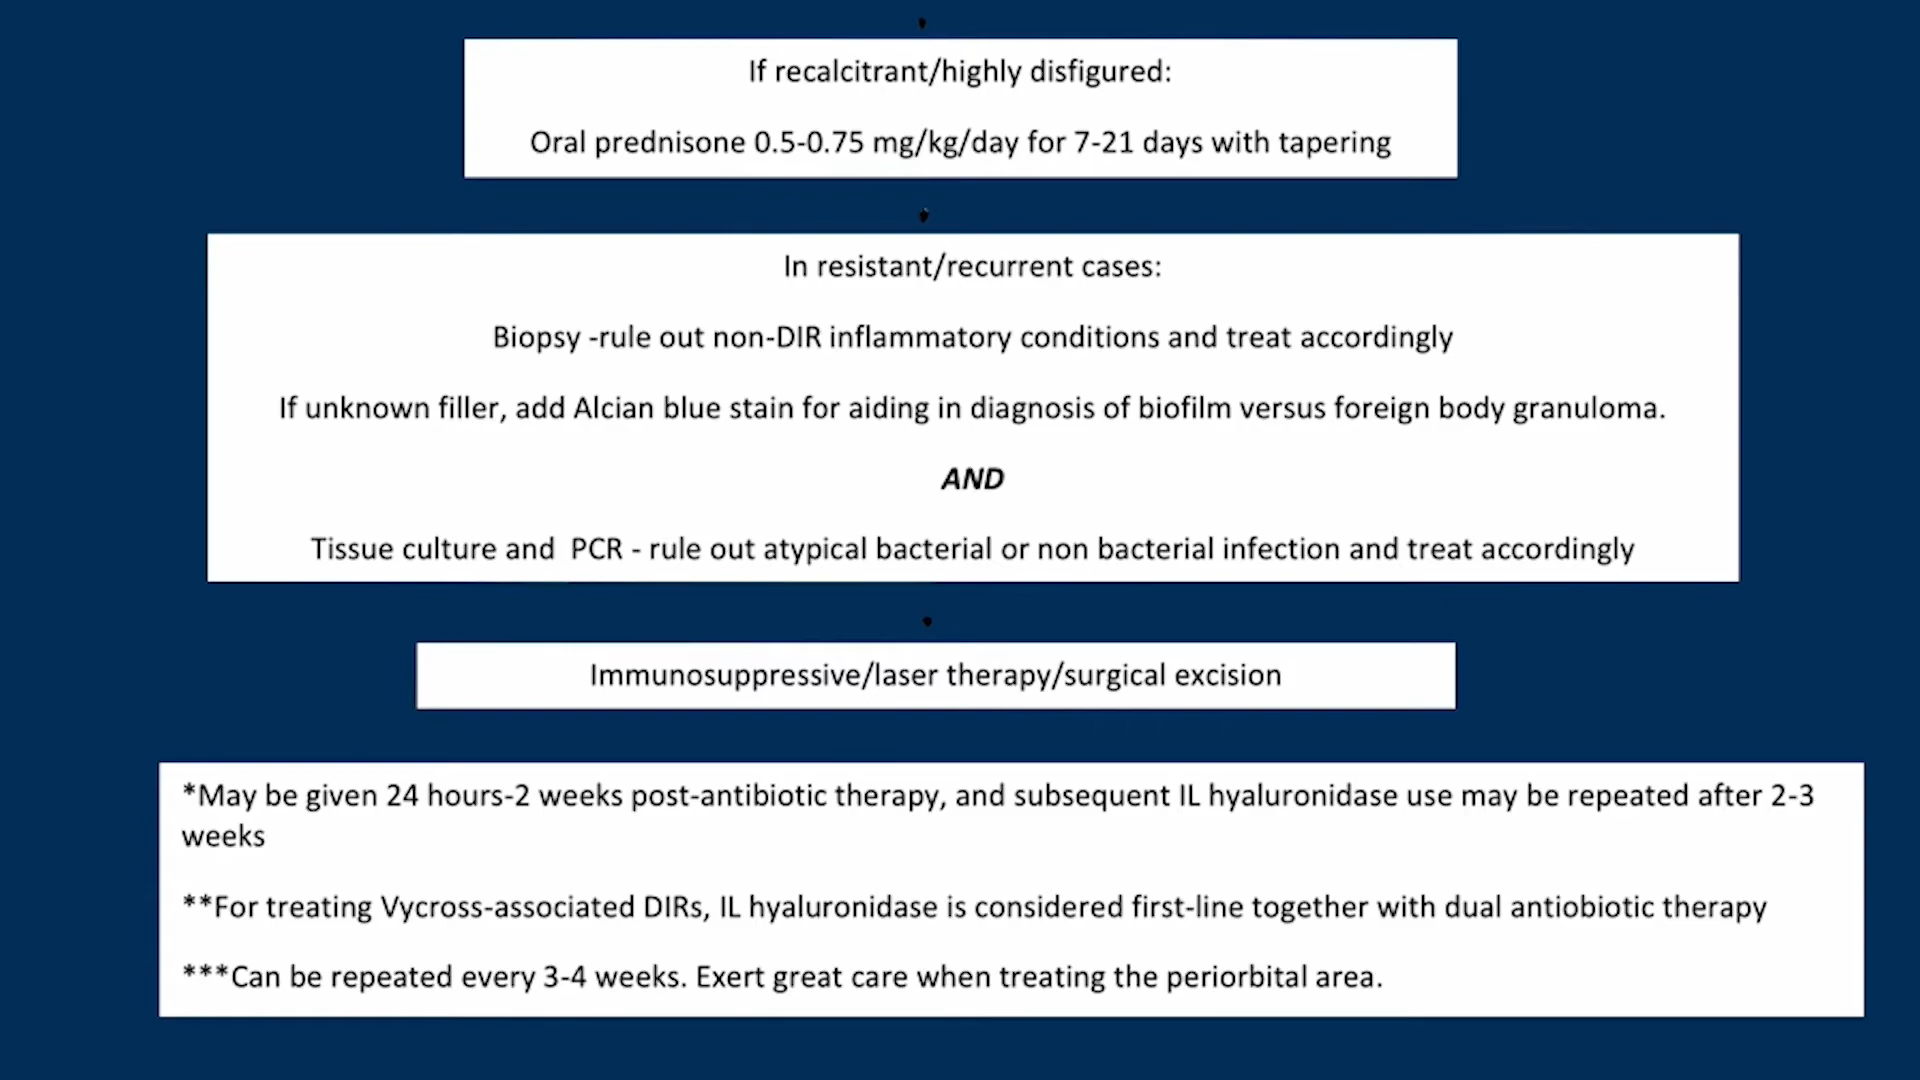 If recalcitrant/highly disfigured:
Oral prednisone 0.5-0.75 mg/kg/day for 7-21 days with tapering
In resistant/recurrent cases:
Biopsy -rule out non-DIR inflammatory conditions and treat accordingly
If unknown filler, add Alcian blue stain for aiding in diagnosis of biofilm versus foreign body granuloma.
AND
Tissue culture and  PCR - rule out atypical bacterial or non bacterial infection and treat accordingly
Immunosuppressive/laser therapy/surgical excision
*May be given 24 hours-2 weeks post-antibiotic therapy, and subsequent IL hyaluronidase use may be repeated after 2-3
weeks
**For treating Vycross-associated DIRs, IL hyaluronidase is considered first-line together with dual antiobiotic therapy
***Can be repeated every 3-4 weeks. Exert great care when treating the periorbital area.